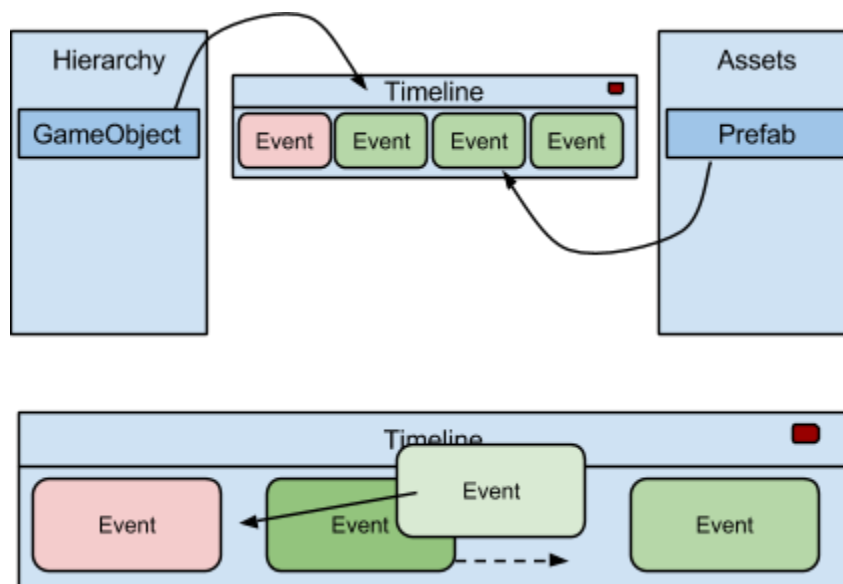 Hierarchy
GameObject
Timeline
Event
Event
Event
Event
Assets
Prefab
Timeline
Event
Event
Event
Event